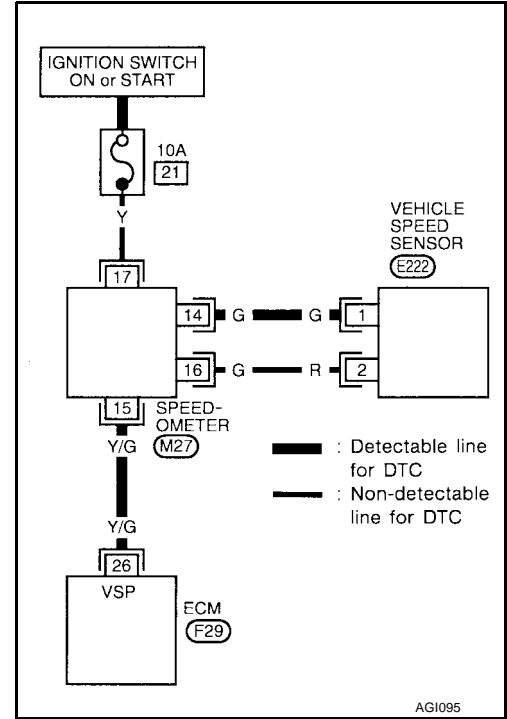 IGNITION SWITCH
ON or START
10A
21
Y
17
VEHICLE
SPEED
SENSOR
E222
14
G
G
1
16
G
R
2
15
SPEED-
OMETER
M27
Y/G
: Detectable line
for DTC
: Non-detectable
line for DTC
Y/G
26
VSP
ECM
F29
AGI095